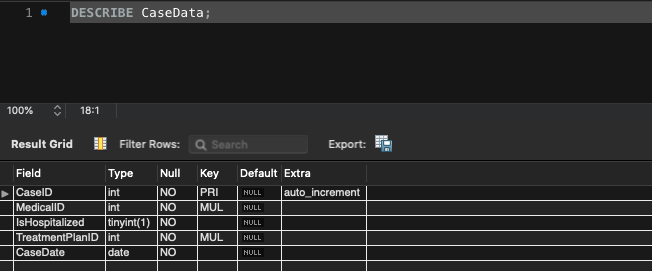 1 DESCRIBE CaseData;
100% 18:1
Result Grid Filter Rows: Search Export:
Field Type Null Key Default Extra
CaseID int NO PRI NULL auto_increment
MedicalID int NO MUL NULL
IsHospitalized tinyint(1) NO NULL
TreatmentPlanID int NO MUL NULL
CaseDate date NO NULL